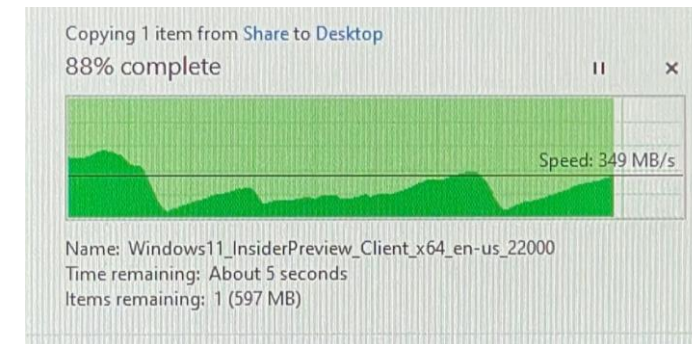 Copying 1 item from Share to Desktop
88% complete
Speed: 349 MB/s
Name: Windows11_InsiderPreview_Client_x64_en-us_22000
Time remaining: About 5 seconds
Items remaining: 1 (597 MB)